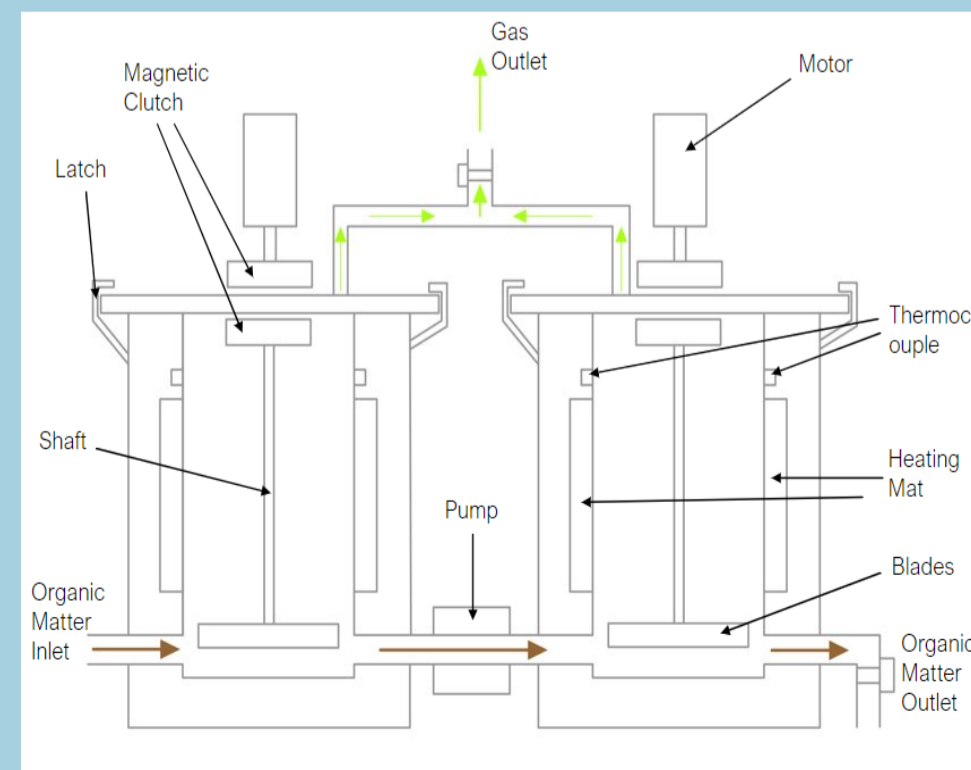 Gas
Outlet
Magnetic
Clutch
Motor
Latch
Thermoc
ouple
Shaft
Heating
Mat
Pump
Blades
Organic
Matter
Inlet
Organic
Matter
Outlet